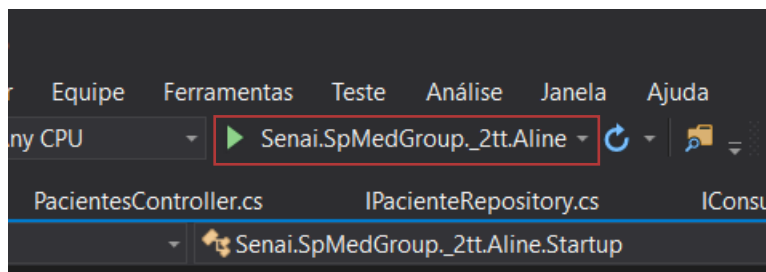 Equipe Ferramentas Teste Análise Janela Ajuda
ny CPU Senai.SpMedGroup._2tt.Aline
PacientesController.cs IPacienteRepository.cs IConsu
Senai.SpMedGroup._2tt.Aline.Startup